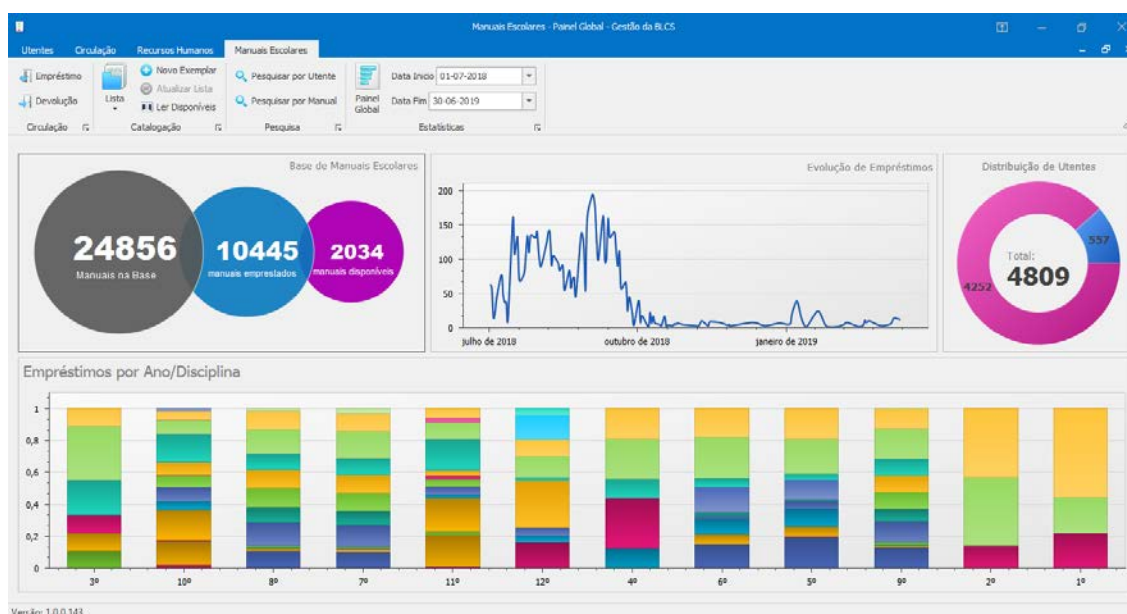 Manuais Escolares - Painel Global - Gestão da BLCS
Utentes Circulação Recursos Humanos Manuais Escolares
Empréstimo
Devolução
Circulação
Lista
Novo Exemplar
Atualizar Lista
Ler Disponíveis
Catalogação
Pesquisar por Utente
Pesquisar por Manual
Pesquisa
Painel
Global
Data Inicio 01-07-2018
Data Fim 30-06-2019
Estatísticas
Base de Manuais Escolares
24856
Manuais na Base
10445
manuais emprestados
2034
manuais disponíveis
Evolução de Empréstimos
200
150
100
50
0
julho de 2018 outubro de 2018 janeiro de 2019
Distribuição de Utentes
557
Total:
4809
4252
Empréstimos por Ano/Disciplina
1
0,8
0,6
0,4
0,2
0
3º 10º 8º 7º 11º 12º 4º 6º 5º 9º 2º 1º
Versão: 1.0.0.143